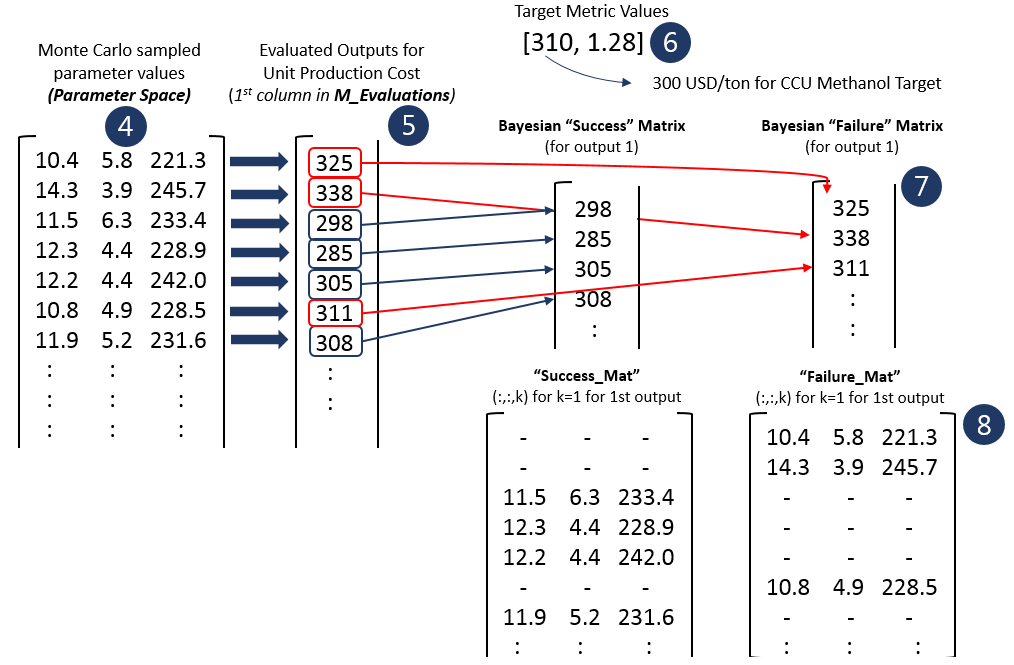 Target Metric Values
[310, 1.28]
6
300 USD/ton for CCU Methanol Target
Monte Carlo sampled
parameter values
(Parameter Space)
4
Evaluated Outputs for
Unit Production Cost
(1st column in M_Evaluations)
5
10.4 5.8 221.3
14.3 3.9 245.7
11.5 6.3 233.4
12.3 4.4 228.9
12.2 4.4 242.0
10.8 4.9 228.5
11.9 5.2 231.6
: : :
: : :
: : :
325
338
298
285
305
311
308
:
:
Bayesian “Success” Matrix
(for output 1)
298
285
305
308
:
Bayesian “Failure” Matrix
(for output 1)
7
325
338
311
:
:
“Success_Mat”
(:,:,k) for k=1 for 1st output
- - -
- - -
11.5 6.3 233.4
12.3 4.4 228.9
12.2 4.4 242.0
- - -
11.9 5.2 231.6
: : :
“Failure_Mat”
(:,:,k) for k=1 for 1st output
8
10.4 5.8 221.3
14.3 3.9 245.7
- - -
- - -
- - -
10.8 4.9 228.5
- - -
: : :